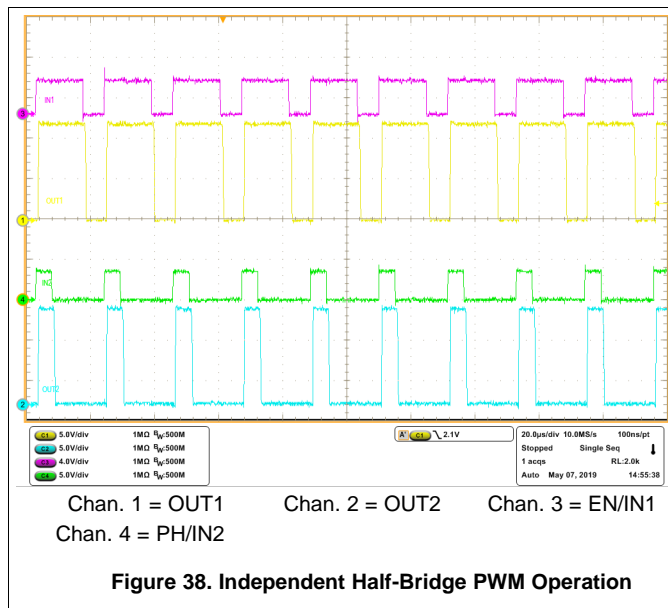 IN1
3
OUT1
1
IN2
4
OUT2
2
C1 5.0V/div 1MΩ BW:500M
C2 5.0V/div 1MΩ BW:500M
C3 4.0V/div 1MΩ BW:500M
C4 5.0V/div 1MΩ BW:500M
A' C1 2.1V
20.0µs/div 10.0MS/s 100ns/pt
Stopped Single Seq
1 acqs RL:2.0k
Auto May 07, 2019 14:55:38
Chan. 1 = OUT1 Chan. 2 = OUT2 Chan. 3 = EN/IN1
Chan. 4 = PH/IN2
Figure 38. Independent Half-Bridge PWM Operation